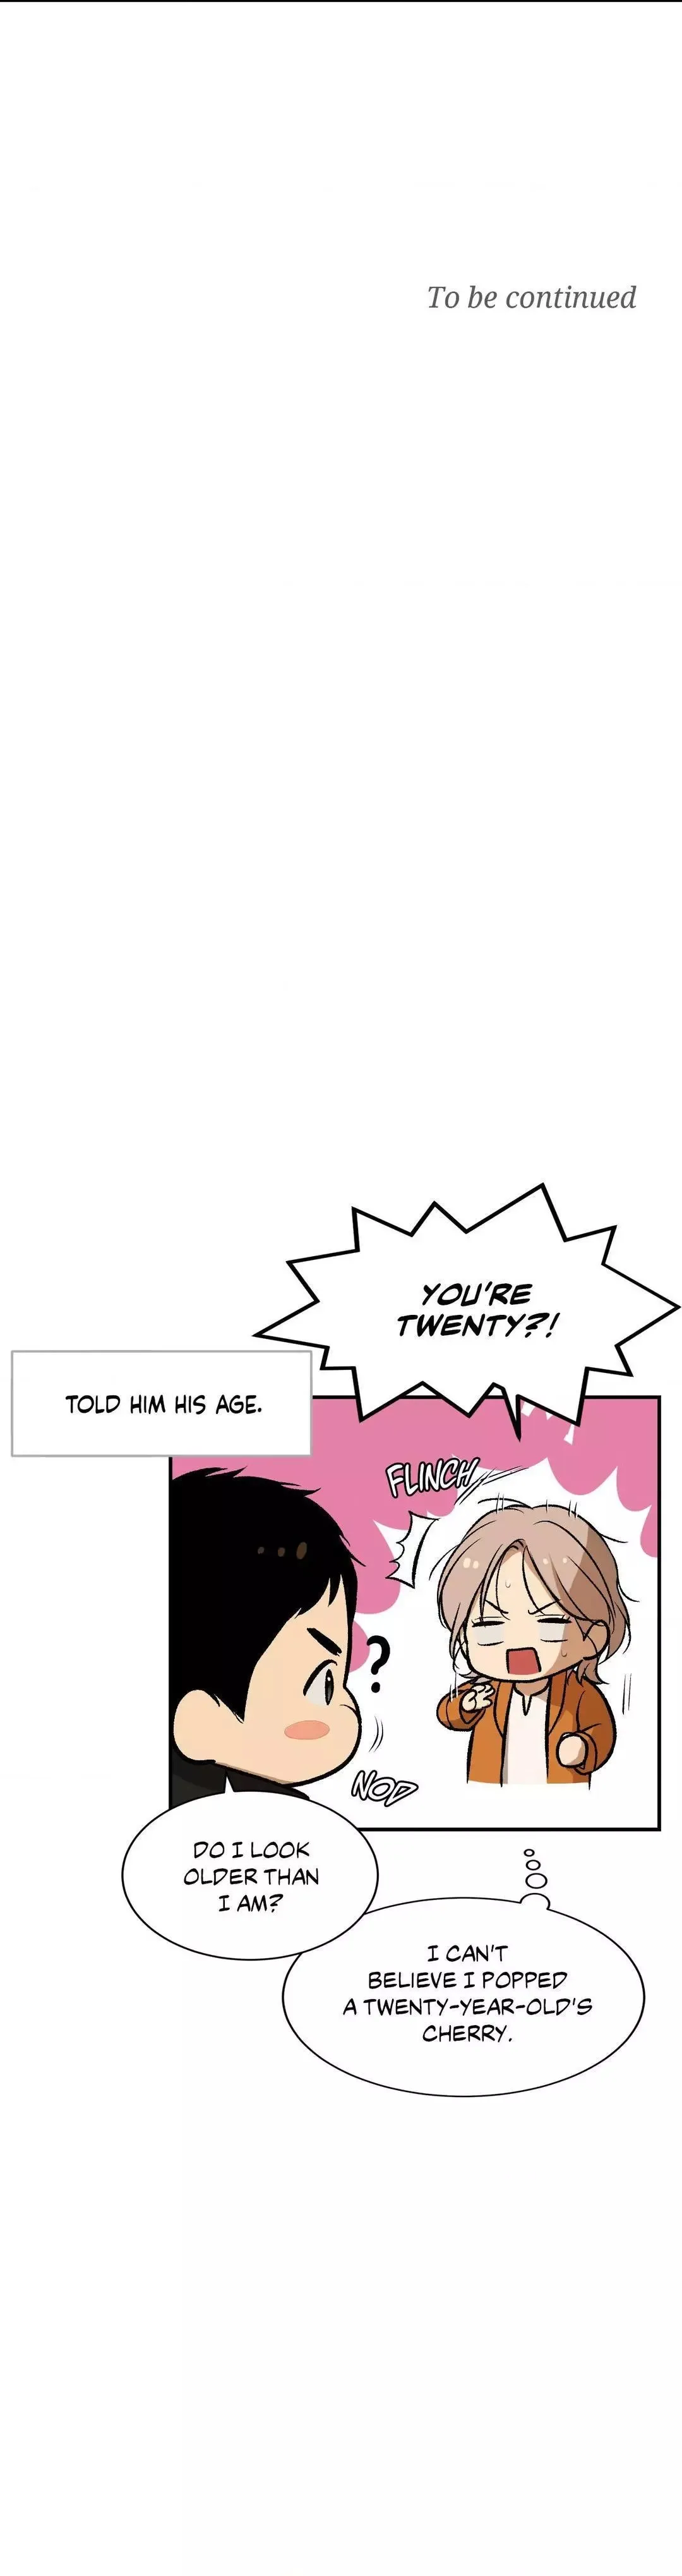 To be continued
YOU'RE
TWENTY?!
TOLD HIM HIS AGE.
FLINCH
?
NOD
DO I LOOK
OLDER THAN
I AM?
I CAN'T
BELIEVE I POPPED
A TWENTY-YEAR-OLD'S
CHERRY.